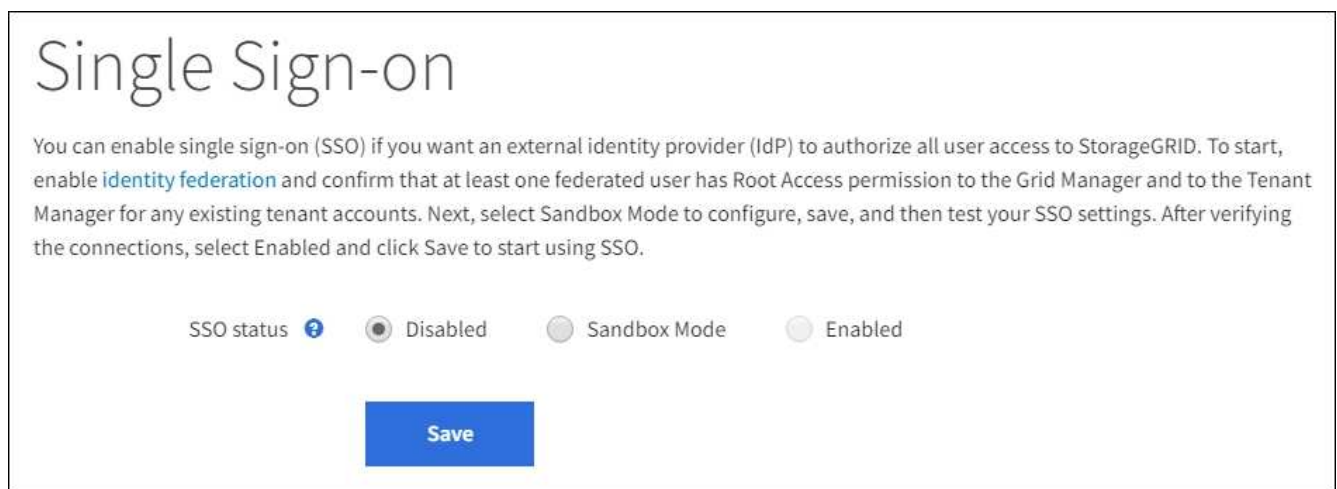 Single Sign-on
You can enable single sign-on (SSO) if you want an external identity provider (IdP) to authorize all user access to StorageGRID. To start,
enable identity federation and confirm that at least one federated user has Root Access permission to the Grid Manager and to the Tenant
Manager for any existing tenant accounts. Next, select Sandbox Mode to configure, save, and then test your SSO settings. After verifying
the connections, select Enabled and click Save to start using SSO.
SSO status ? Disabled Sandbox Mode Enabled
Save